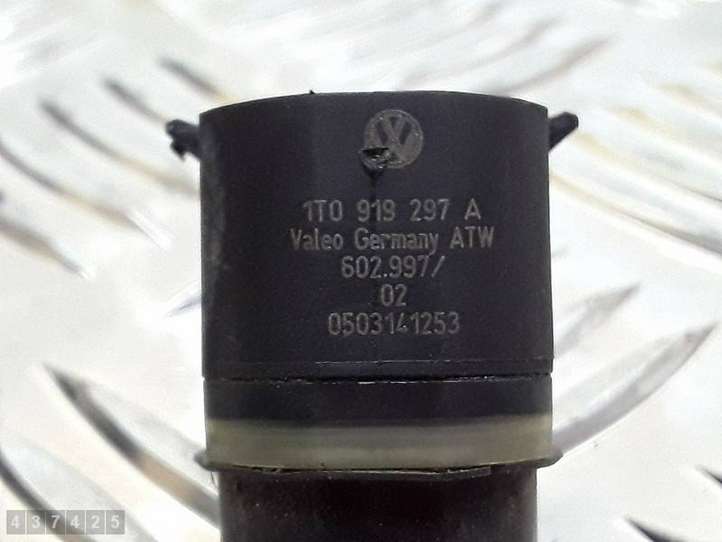 1T0 919 297 A
Valeo Germany ATW
602.997/
02
0503141253
437425